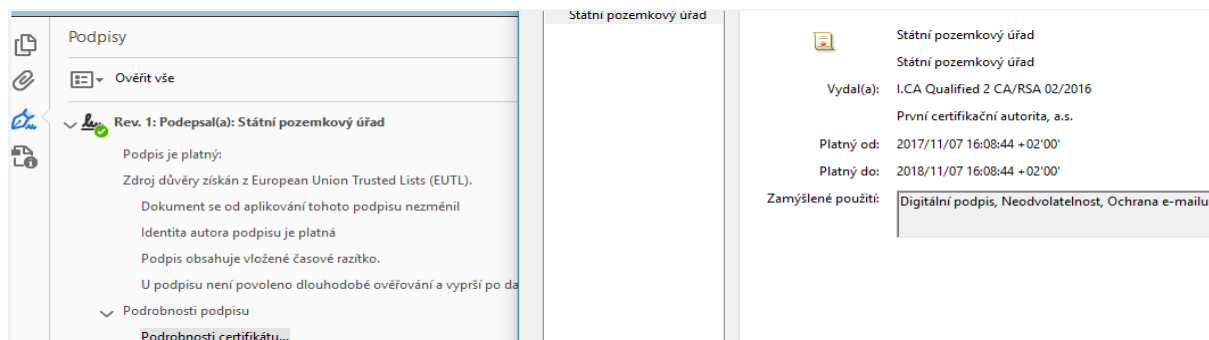 Podpisy
Ověřit vše
Rev. 1: Podepsal(a): Státní pozemkový úřad
Podpis je platný:
Zdroj důvěry získán z European Union Trusted Lists (EUTL).
Dokument se od aplikování tohoto podpisu nezměnil
Identita autora podpisu je platná
Podpis obsahuje vložené časové razítko.
U podpisu není povoleno dlouhodobé ověřování a vyprší po da
Podrobnosti podpisu
Podrobnosti certifikátu...
Státní pozemkový úřad
Státní pozemkový úřad
Státní pozemkový úřad
Vydal(a): I.CA Qualified 2 CA/RSA 02/2016
První certifikační autorita, a.s.
Platný od: 2017/11/07 16:08:44 +02'00'
Platný do: 2018/11/07 16:08:44 +02'00'
Zamýšlené použití: Digitální podpis, Neodvolatelnost, Ochrana e-mailu